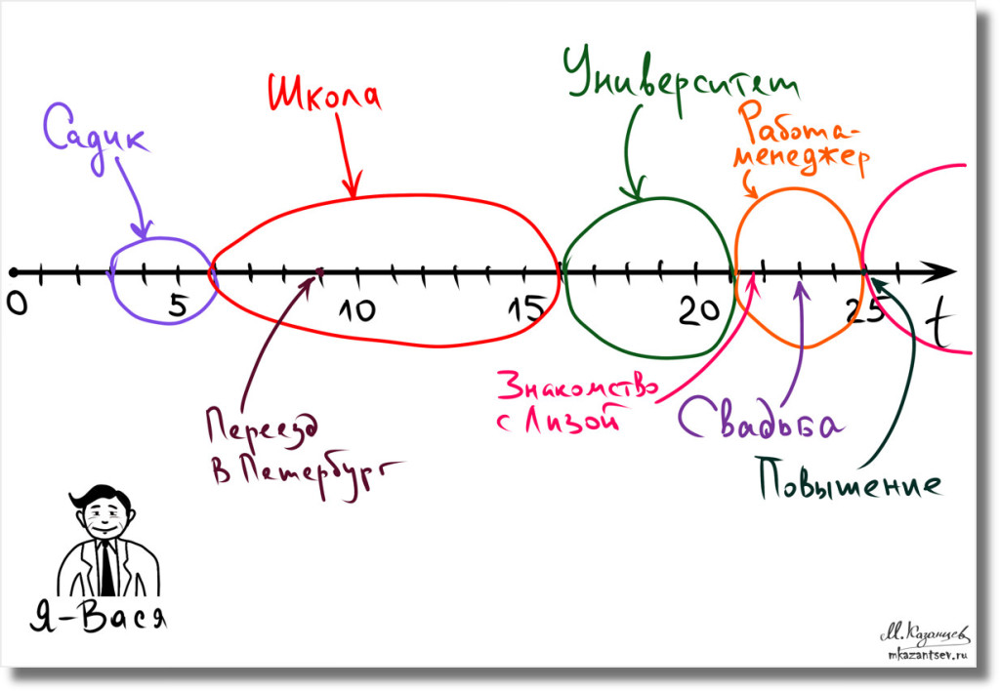 Садик
Школа
Университет
Работа-
менеджер
0
5
10
15
20
25
t
Переезд
в Петербург
Знакомство
с Лизой
Свадьба
Повышение
Я-Вася
М.Казанцев
mkazantsev.ru